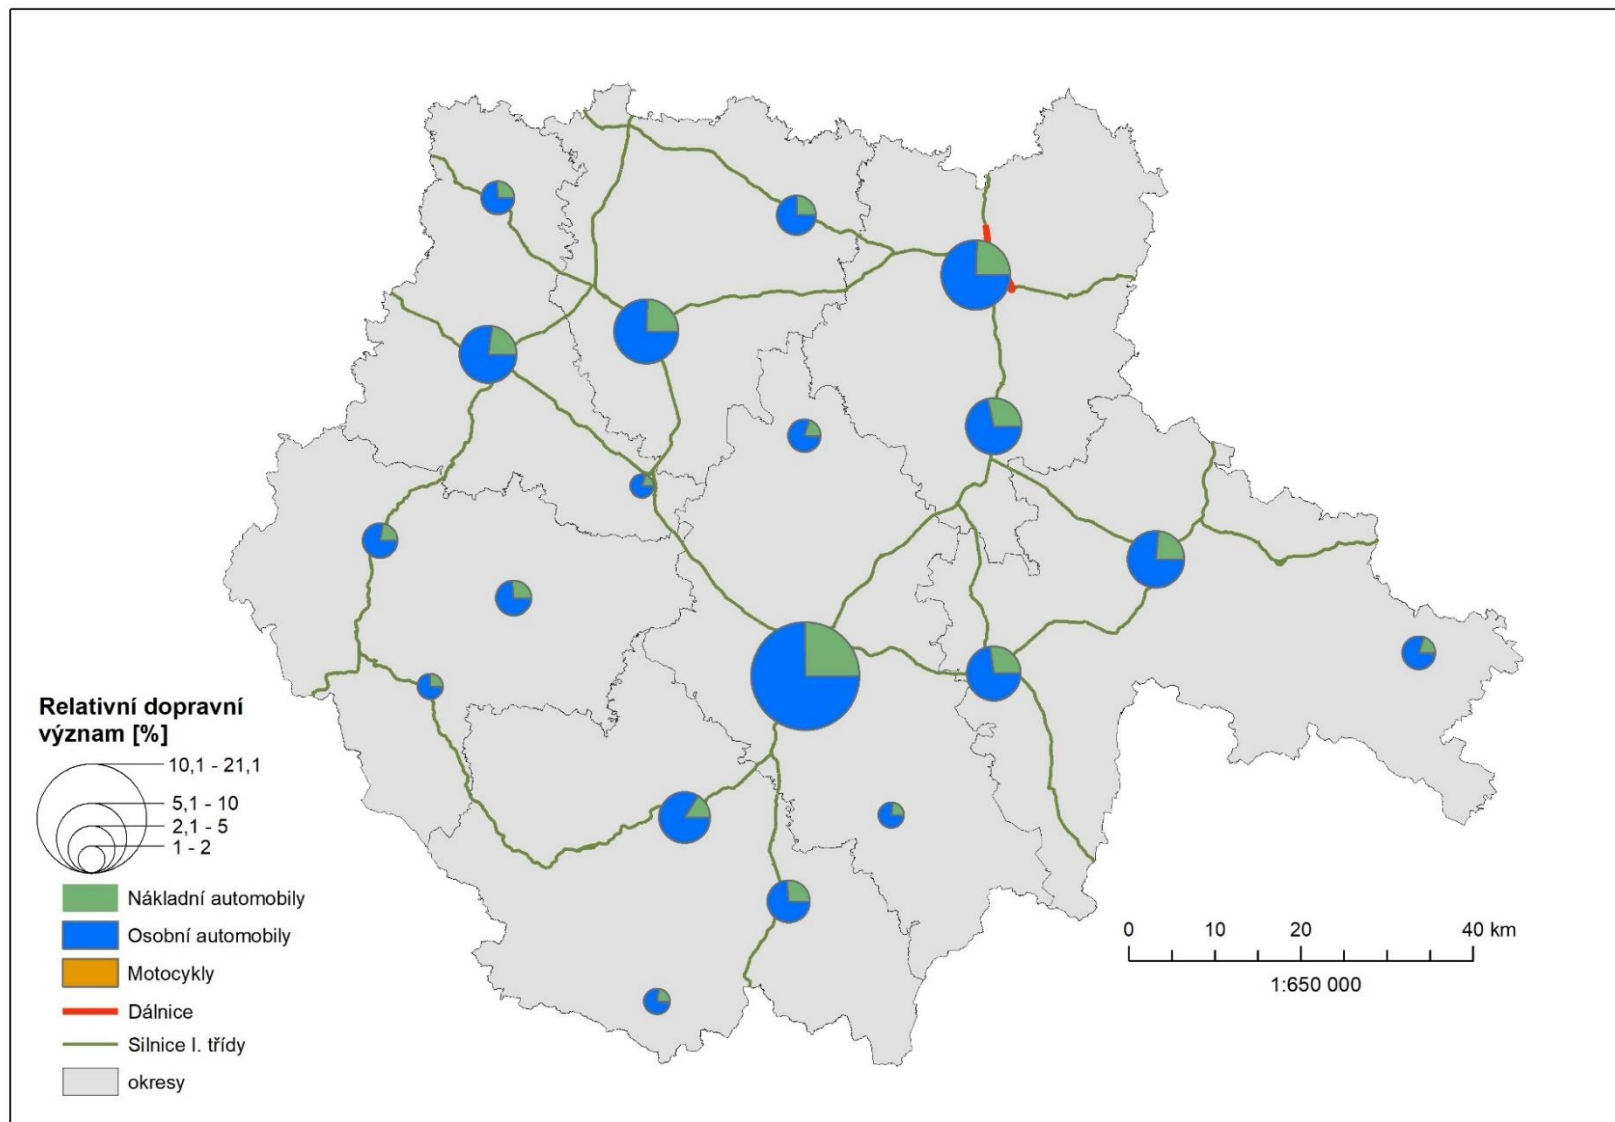 Relativní dopravní
význam [%]
10,1 - 21,1
5,1 - 10
2,1 - 5
1 - 2
Nákladní automobily
Osobní automobily
Motocykly
Dálnice
Silnice I. třídy
okresy
0 10 20 40 km
1:650 000